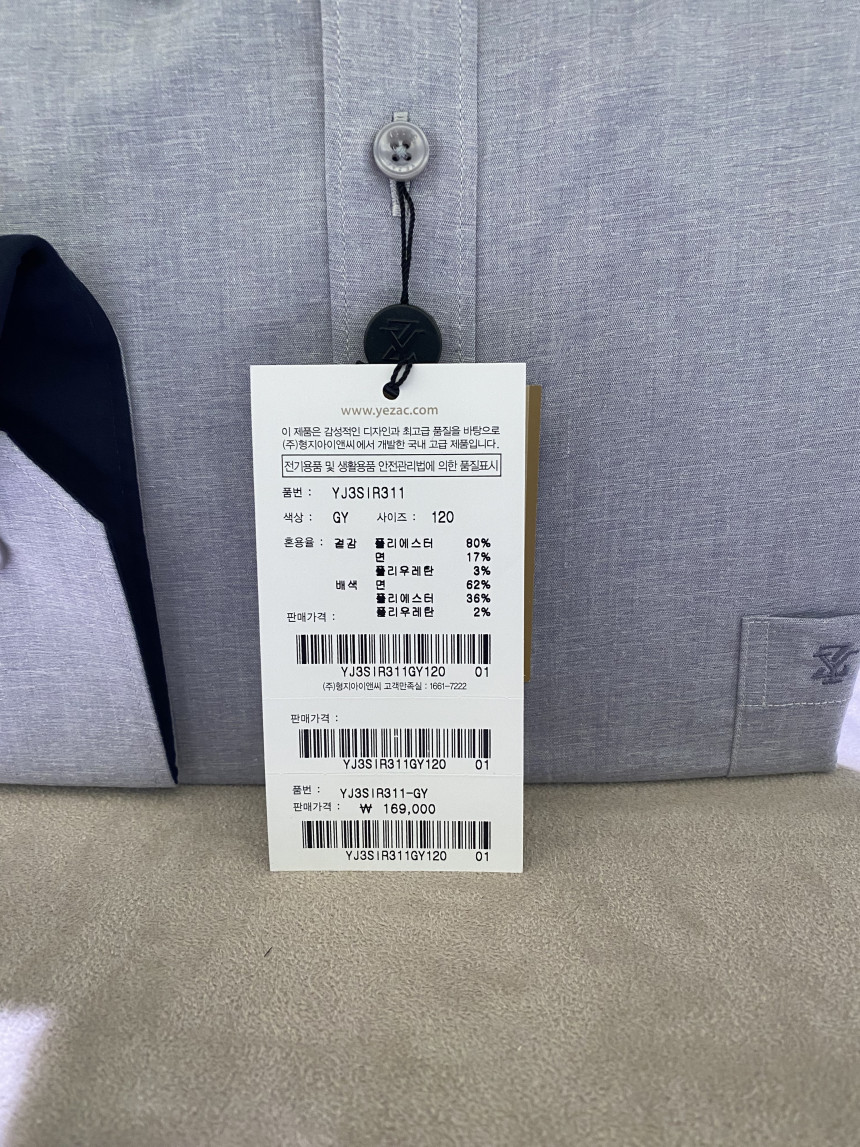 www.yezac.com
이 제품은 감성적인 디자인과 최고급 품질을 바탕으로
(주)형지아이앤씨에서 개발한 국내 고급 제품입니다.
전기용품 및 생활용품 안전관리법에 의한 품질표시
품번 : YJ3SIR311
색상 : GY 사이즈 : 120
혼용율 : 겉감 폴리에스터 80%
면 17%
폴리우레탄 3%
배색 면 62%
폴리에스터 36%
폴리우레탄 2%
판매가격 :
YJ3SIR311GY120 01
(주)형지아이앤씨 고객만족실 : 1661-7222
판매가격 :
YJ3SIR311GY120 01
품번 : YJ3SIR311-GY
판매가격 : ₩ 169,000
YJ3SIR311GY120 01